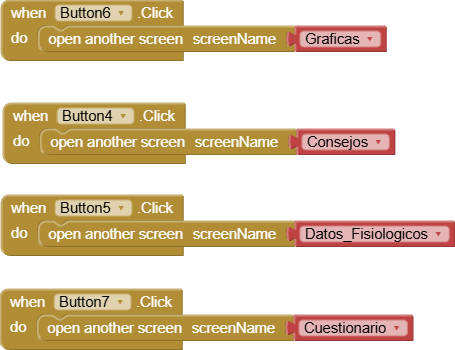 when Button6 .Click
do open another screen screenName Graficas
when Button4 .Click
do open another screen screenName Consejos
when Button5 .Click
do open another screen screenName Datos_Fisiologicos
when Button7 .Click
do open another screen screenName Cuestionario